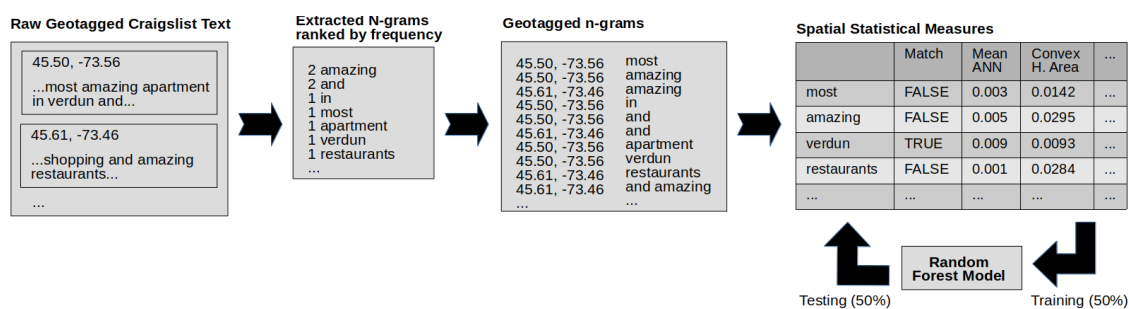 Raw Geotagged Craigslist Text
45.50, -73.56
...most amazing apartment
in verdun and...
45.61, -73.46
...shopping and amazing
restaurants...
...
Extracted N-grams
ranked by frequency
2 amazing
2 and
1 in
1 most
1 apartment
1 verdun
1 restaurants
...
Geotagged n-grams
45.50, -73.56 most
45.50, -73.56 amazing
45.61, -73.46 amazing
45.50, -73.56 in
45.50, -73.56 and
45.61, -73.46 and
45.50, -73.56 apartment
45.50, -73.56 verdun
45.61, -73.46 restaurants
45.61, -73.46 and amazing
... ...
Spatial Statistical Measures
Match Mean ANN Convex H. Area ...
most FALSE 0.003 0.0142 ...
amazing FALSE 0.005 0.0295 ...
verdun TRUE 0.009 0.0093 ...
restaurants FALSE 0.001 0.0284 ...
... ... ... ... ...
Random
Forest Model
Testing (50%)
Training (50%)